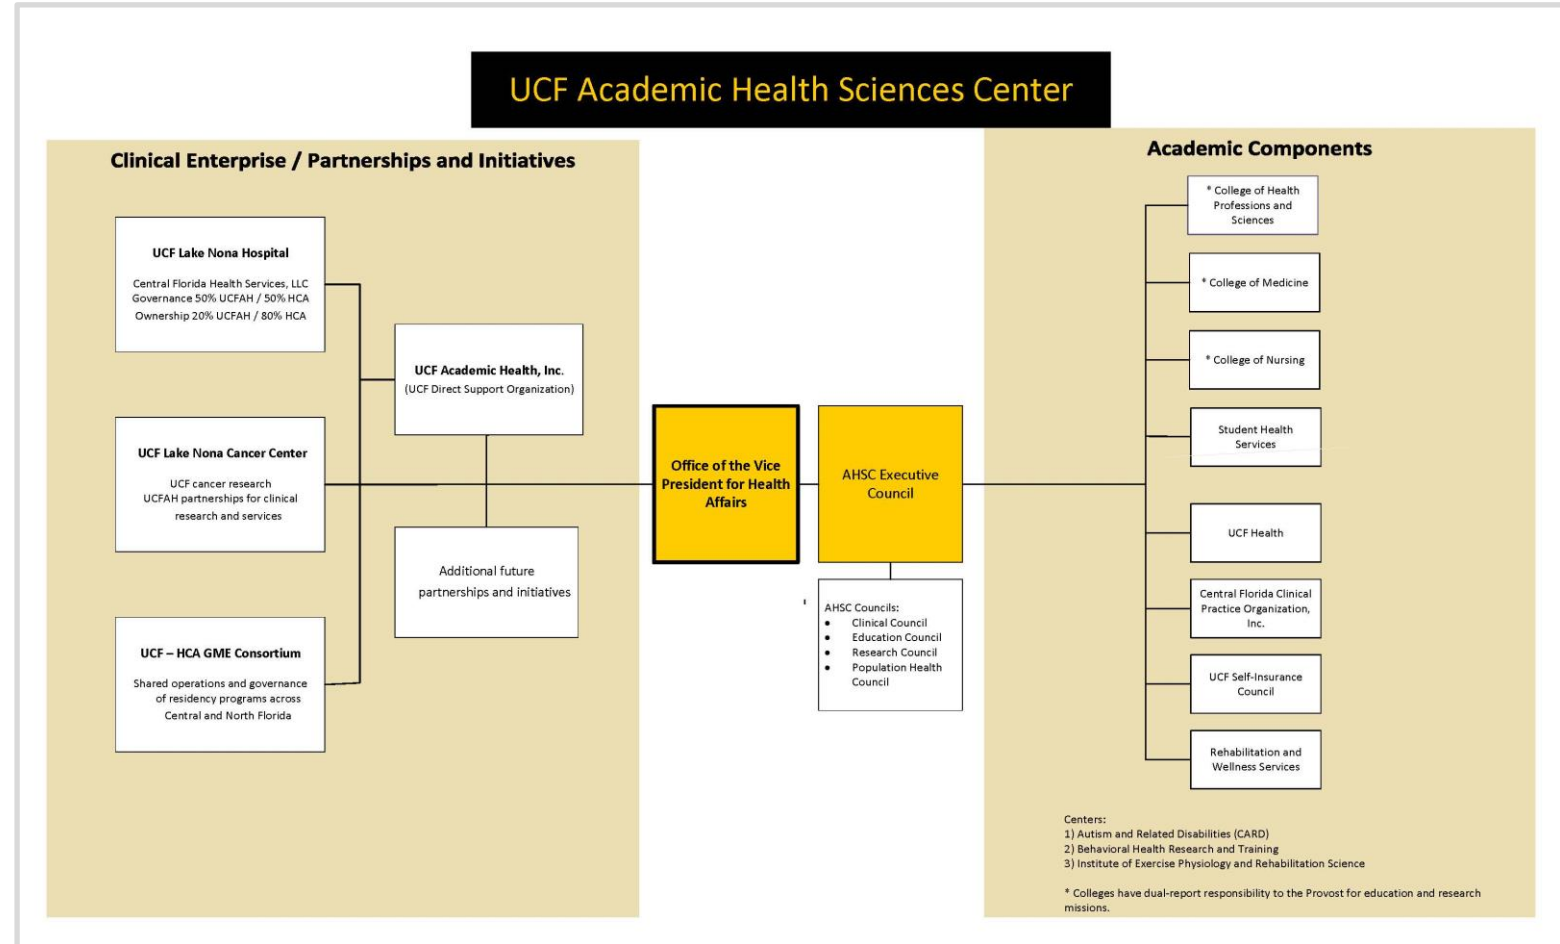 UCF Academic Health Sciences Center
Clinical Enterprise / Partnerships and Initiatives
UCF Lake Nona Hospital
Central Florida Health Services, LLC
Governance 50% UCFAH / 50% HCA
Ownership 20% UCFAH / 80% HCA
UCF Academic Health, Inc.
(UCF Direct Support Organization)
UCF Lake Nona Cancer Center
UCF cancer research
UCFAH partnerships for clinical
research and services
Additional future
partnerships and initiatives
UCF – HCA GME Consortium
Shared operations and governance
of residency programs across
Central and North Florida
Office of the Vice
President for Health
Affairs
AHSC Executive
Council
AHSC Councils:
• Clinical Council
• Education Council
• Research Council
• Population Health
Council
Academic Components
* College of Health
Professions and
Sciences
* College of Medicine
* College of Nursing
Student Health
Services
UCF Health
Central Florida Clinical
Practice Organization,
Inc.
UCF Self-Insurance
Council
Rehabilitation and
Wellness Services
Centers:
1) Autism and Related Disabilities (CARD)
2) Behavioral Health Research and Training
3) Institute of Exercise Physiology and Rehabilitation Science
* Colleges have dual-report responsibility to the Provost for education and research
missions.